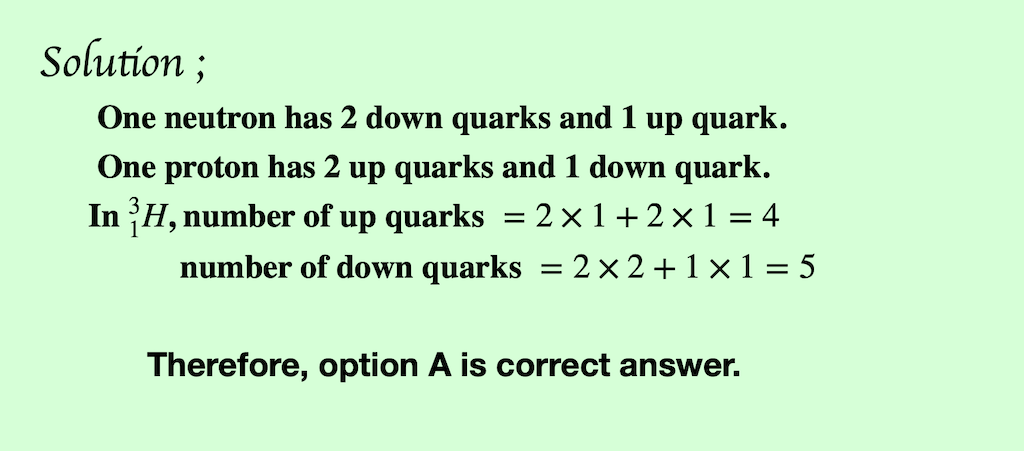 Solution ;
One neutron has 2 down quarks and 1 up quark.
One proton has 2 up quarks and 1 down quark.
In ³₁H, number of up quarks = 2 × 1 + 2 × 1 = 4
number of down quarks = 2 × 2 + 1 × 1 = 5
Therefore, option A is correct answer.